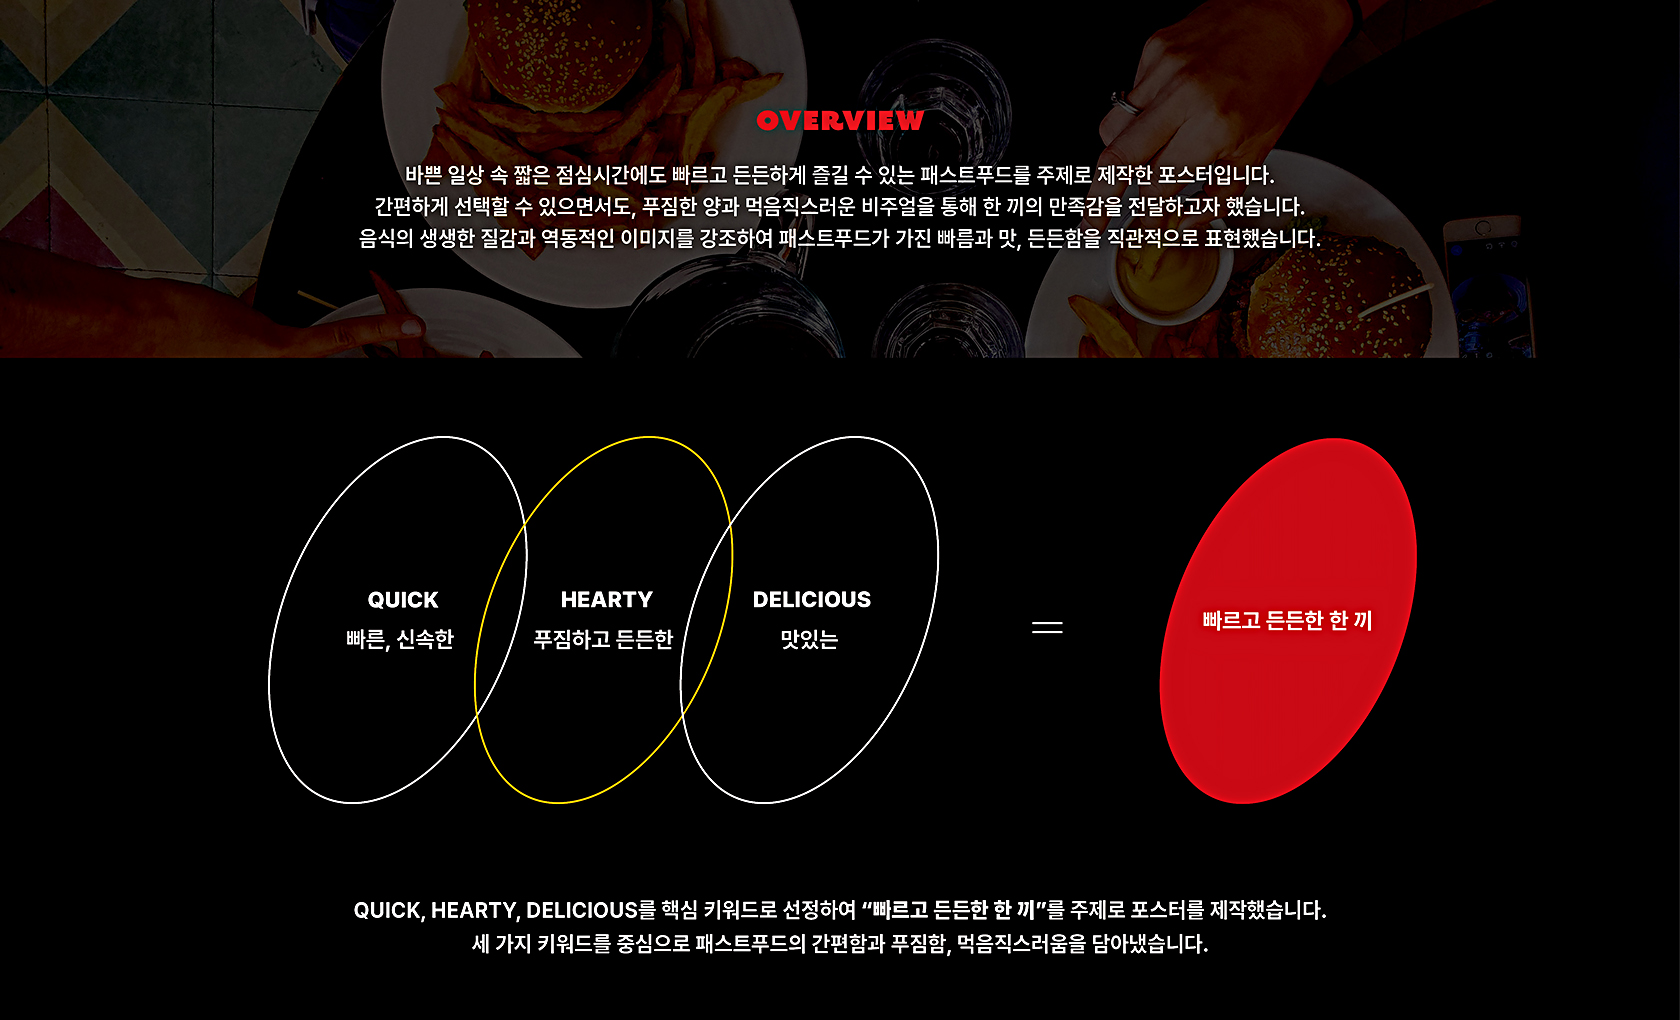 OVERVIEW
바쁜 일상 속 짧은 점심시간에도 빠르고 든든하게 즐길 수 있는 패스트푸드를 주제로 제작한 포스터입니다.
간편하게 선택할 수 있으면서도, 푸짐한 양과 먹음직스러운 비주얼을 통해 한 끼의 만족감을 전달하고자 했습니다.
음식의 생생한 질감과 역동적인 이미지를 강조하여 패스트푸드가 가진 빠름과 맛, 든든함을 직관적으로 표현했습니다.
QUICK
빠른, 신속한
HEARTY
푸짐하고 든든한
DELICIOUS
맛있는
=
빠르고 든든한 한 끼
QUICK, HEARTY, DELICIOUS를 핵심 키워드로 선정하여 “빠르고 든든한 한 끼”를 주제로 포스터를 제작했습니다.
세 가지 키워드를 중심으로 패스트푸드의 간편함과 푸짐함, 먹음직스러움을 담아냈습니다.